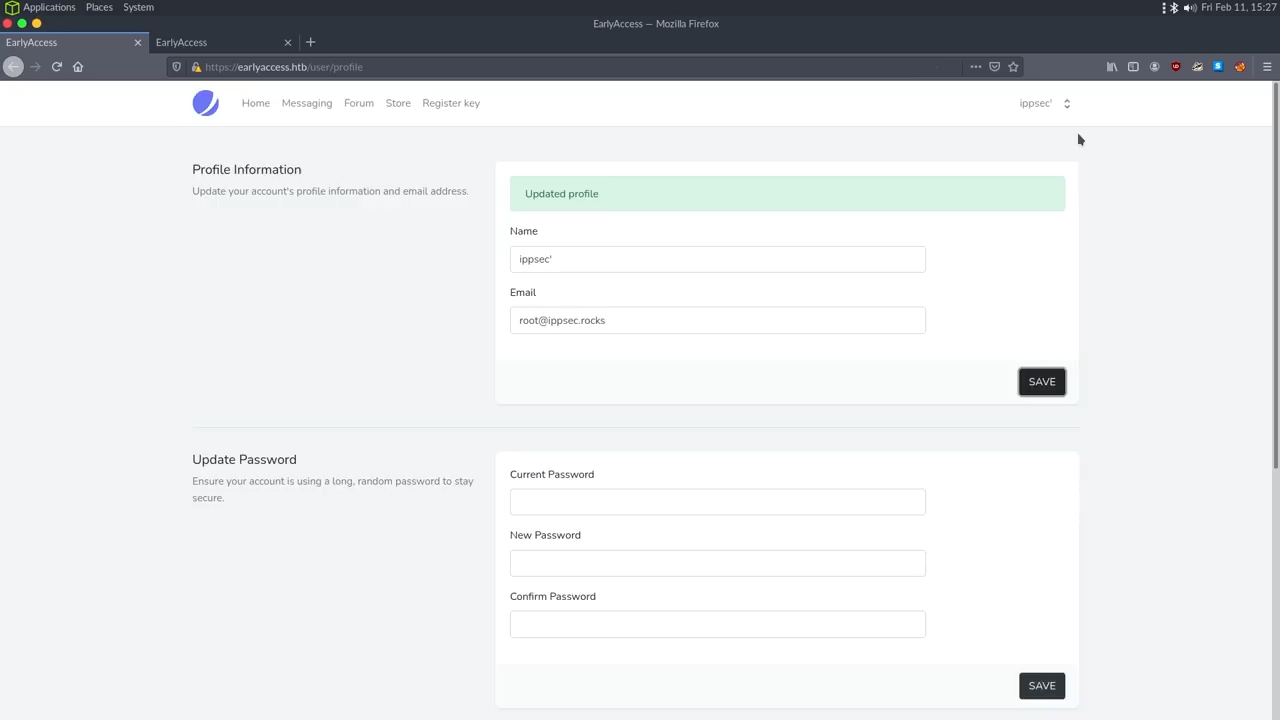 Applications Places System
Fri Feb 11, 15:27
EarlyAccess — Mozilla Firefox
EarlyAccess
EarlyAccess
https://earlyaccess.htb/user/profile
Home Messaging Forum Store Register key
ippsec'
Profile Information
Update your account's profile information and email address.
Updated profile
Name
ippsec'
Email
root@ippsec.rocks
SAVE
Update Password
Ensure your account is using a long, random password to stay
secure.
Current Password
New Password
Confirm Password
SAVE